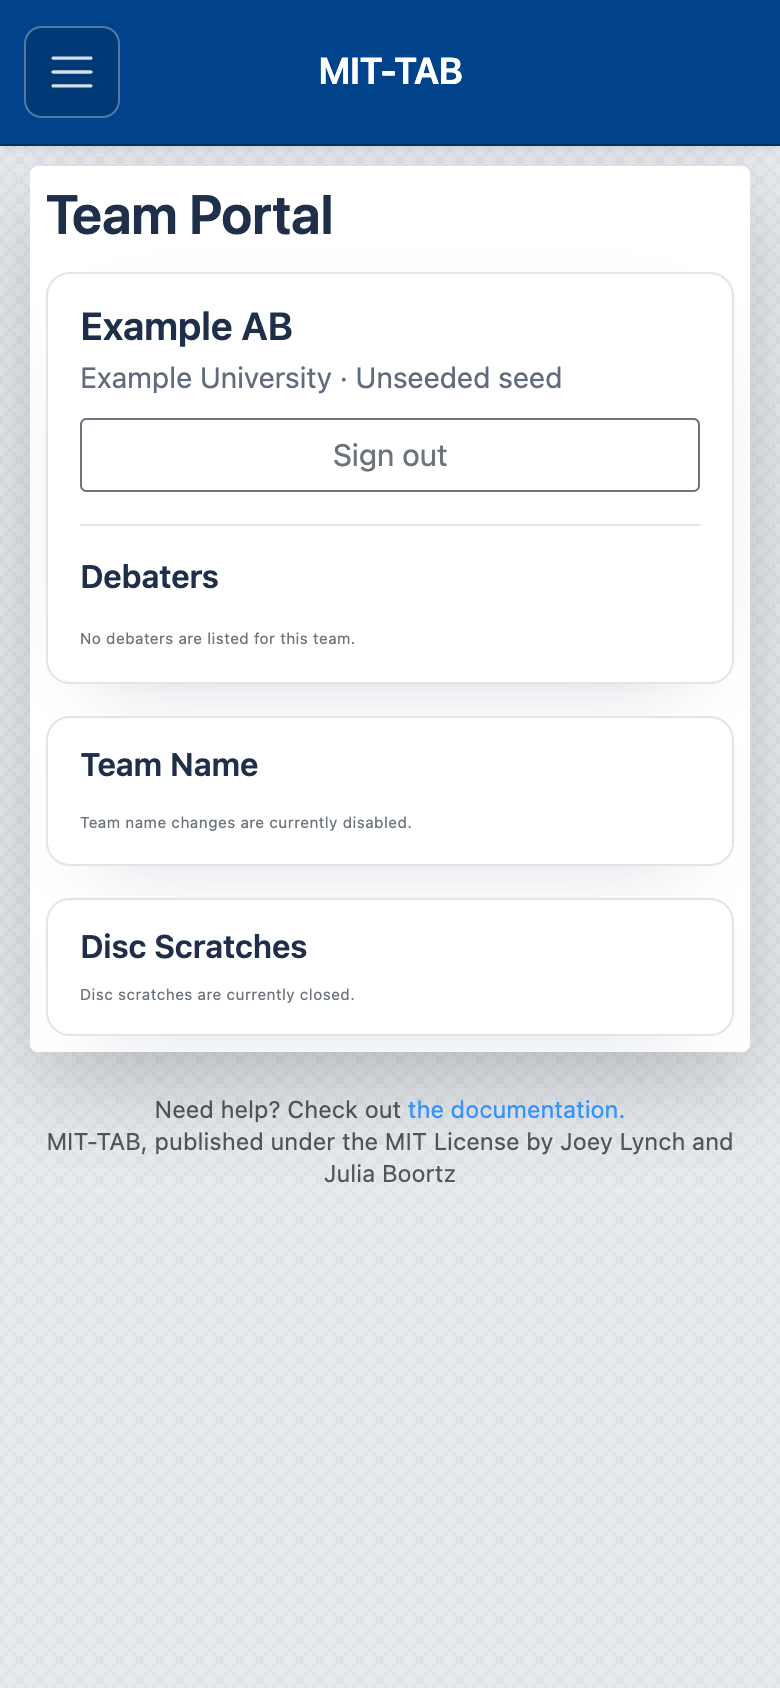 MIT-TAB
Team Portal
Example AB
Example University · Unseeded seed
Sign out
Debaters
No debaters are listed for this team.
Team Name
Team name changes are currently disabled.
Disc Scratches
Disc scratches are currently closed.
Need help? Check out the documentation.
MIT-TAB, published under the MIT License by Joey Lynch and
Julia Boortz